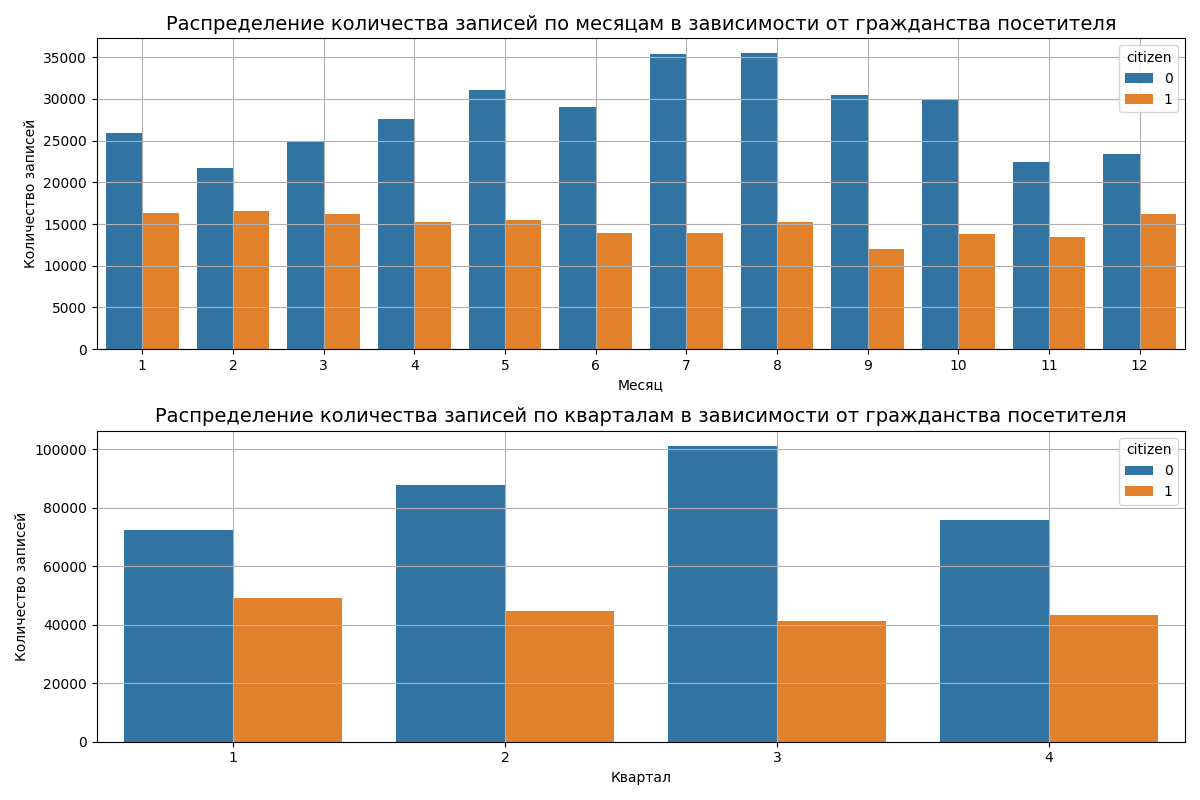 Распределение количества записей по месяцам в зависимости от гражданства посетителя
Количество записей
35000
30000
25000
20000
15000
10000
5000
0
citizen
0
1
1 2 3 4 5 6 7 8 9 10 11 12
Месяц
Распределение количества записей по кварталам в зависимости от гражданства посетителя
Количество записей
100000
80000
60000
40000
20000
0
citizen
0
1
1 2 3 4
Квартал